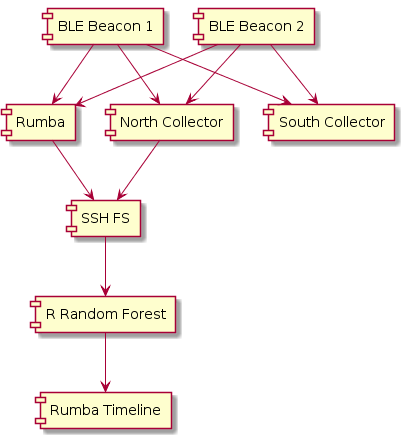 BLE Beacon 1
BLE Beacon 2
Rumba
North Collector
South Collector
SSH FS
R Random Forest
Rumba Timeline